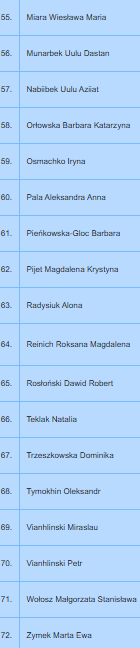 55. Miara Wiesława Maria
56. Munarbek Uulu Dastan
57. Nabiibek Uulu Aziiat
58. Orłowska Barbara Katarzyna
59. Osmachko Iryna
60. Pala Aleksandra Anna
61. Pieńkowska-Gloc Barbara
62. Pijet Magdalena Krystyna
63. Radysiuk Alona
64. Reinich Roksana Magdalena
65. Rosłoński Dawid Robert
66. Teklak Natalia
67. Trzeszkowska Dominika
68. Tymokhin Oleksandr
69. Vianhlinski Miraslau
70. Vianhlinski Petr
71. Wołosz Małgorzata Stanisława
72. Zymek Marta Ewa